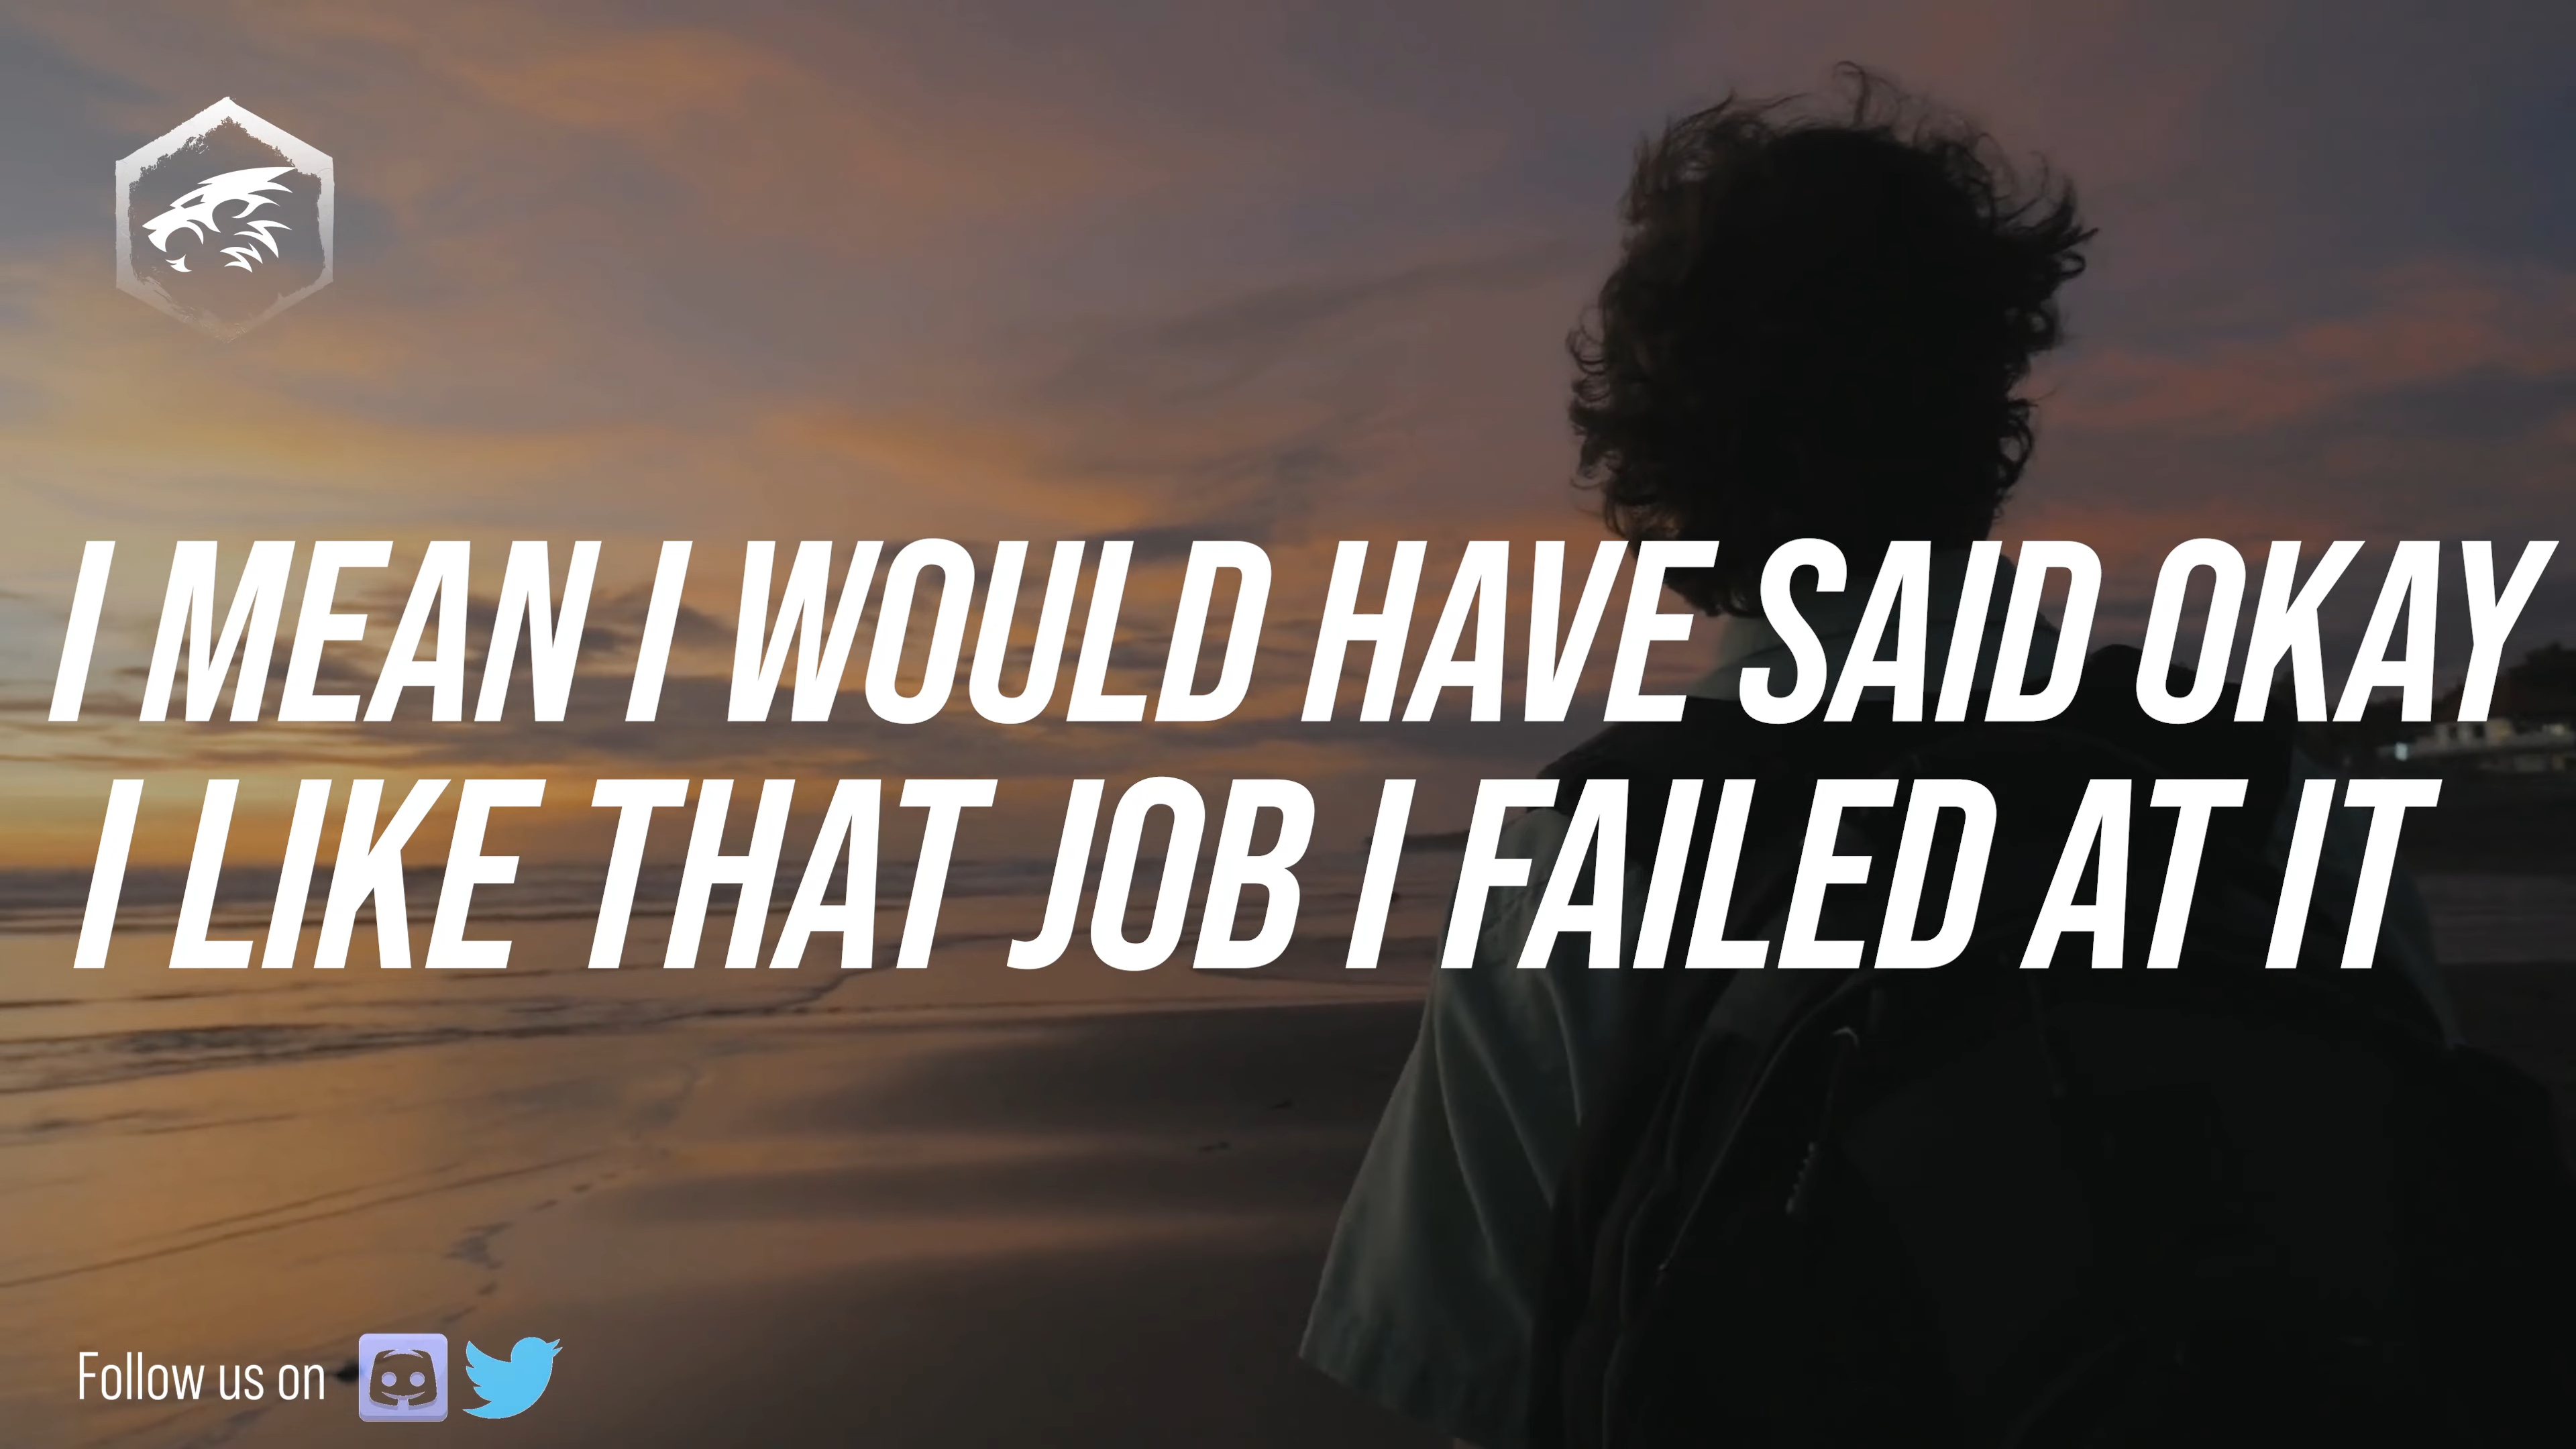 I MEAN I WOULD HAVE SAID OKAY
I LIKE THAT JOB I FAILED AT IT
Follow us on